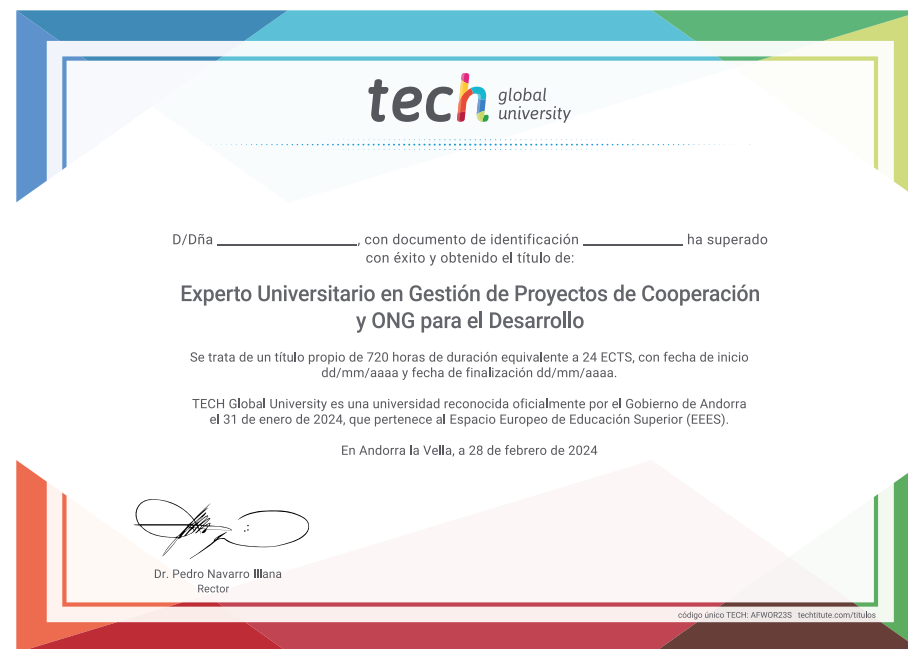 tech global university
D/Dña ____________________, con documento de identificación ______________ ha superado
con éxito y obtenido el título de:
Experto Universitario en Gestión de Proyectos de Cooperación
y ONG para el Desarrollo
Se trata de un título propio de 720 horas de duración equivalente a 24 ECTS, con fecha de inicio
dd/mm/aaaa y fecha de finalización dd/mm/aaaa.
TECH Global University es una universidad reconocida oficialmente por el Gobierno de Andorra
el 31 de enero de 2024, que pertenece al Espacio Europeo de Educación Superior (EEES).
En Andorra la Vella, a 28 de febrero de 2024
Dr. Pedro Navarro Illana
Rector
código único TECH: AFWOR23S techtitute.com/titulos